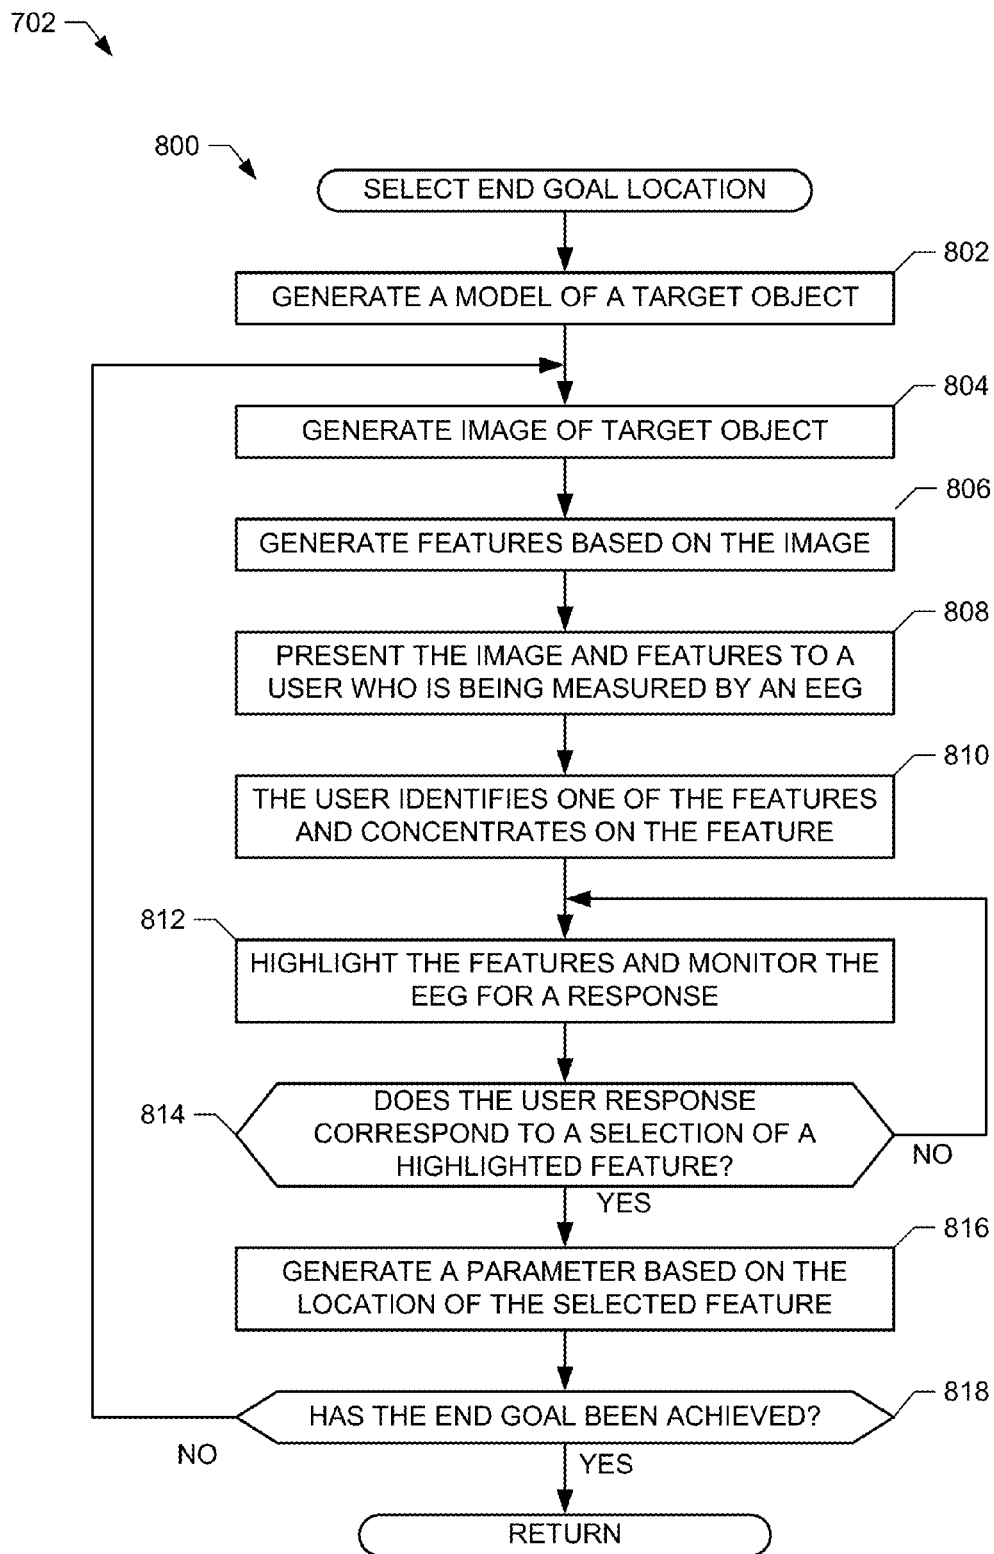 702
800
SELECT END GOAL LOCATION
802
GENERATE A MODEL OF A TARGET OBJECT
804
GENERATE IMAGE OF TARGET OBJECT
806
GENERATE FEATURES BASED ON THE IMAGE
808
PRESENT THE IMAGE AND FEATURES TO A
USER WHO IS BEING MEASURED BY AN EEG
810
THE USER IDENTIFIES ONE OF THE FEATURES
AND CONCENTRATES ON THE FEATURE
812
HIGHLIGHT THE FEATURES AND MONITOR THE
EEG FOR A RESPONSE
814
DOES THE USER RESPONSE
CORRESPOND TO A SELECTION OF A
HIGHLIGHTED FEATURE?
NO
YES
816
GENERATE A PARAMETER BASED ON THE
LOCATION OF THE SELECTED FEATURE
818
HAS THE END GOAL BEEN ACHIEVED?
NO
YES
RETURN